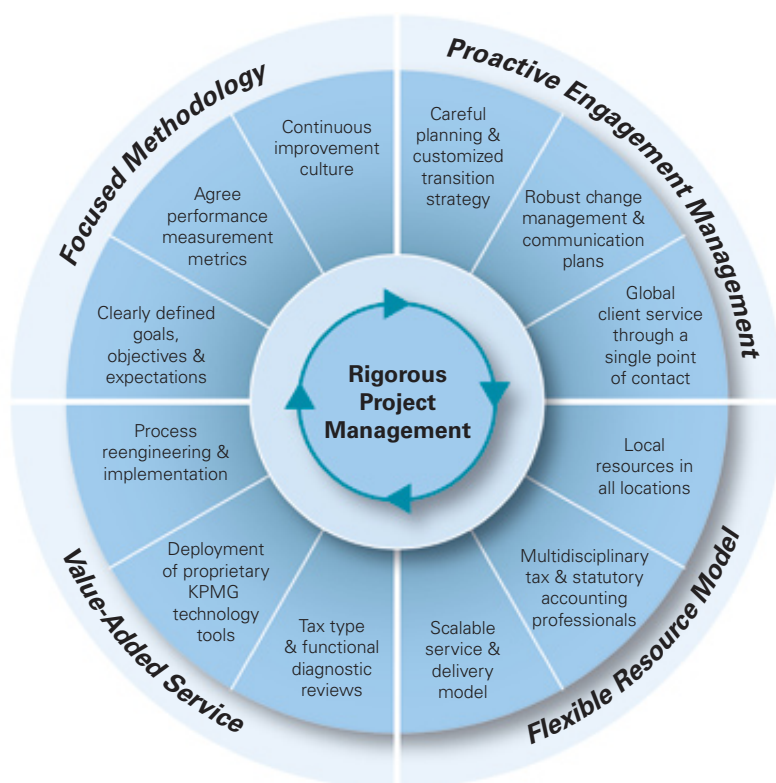 Focused Methodology
Continuous
improvement
culture
Agree
performance
measurement
metrics
Clearly defined
goals,
objectives &
expectations
Proactive Engagement Management
Careful
planning &
customized
transition
strategy
Robust change
management &
communication
plans
Global
client service
through a
single point
of contact
Rigorous
Project
Management
Value-Added Service
Process
reengineering &
implementation
Deployment
of proprietary
KPMG
technology
tools
Tax type
& functional
diagnostic
reviews
Flexible Resource Model
Local
resources in
all locations
Multidisciplinary
tax & statutory
accounting
professionals
Scalable
service &
delivery
model